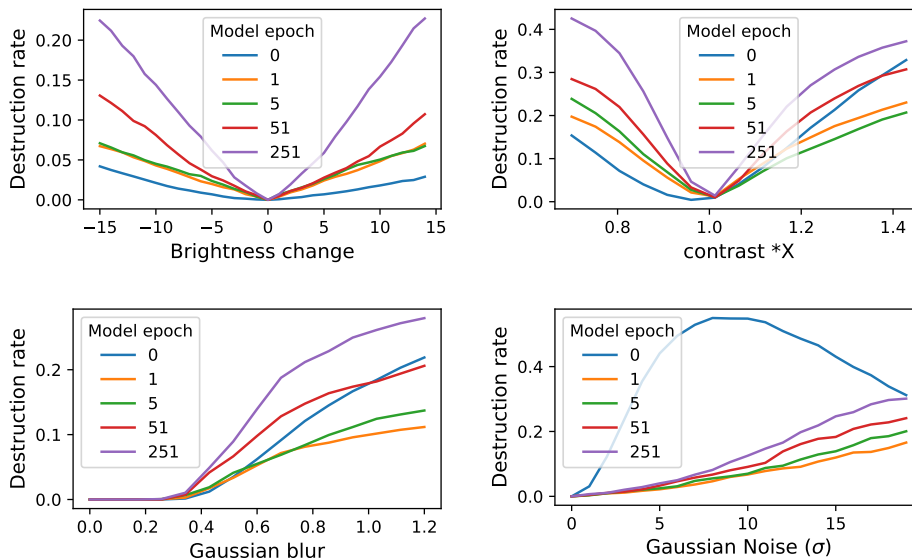 Destruction rate
0.20
0.15
0.10
0.05
0.00
Model epoch
0
1
5
51
251
−15 −10 −5 0 5 10 15
Brightness change
Destruction rate
0.4
0.3
0.2
0.1
0.0
Model epoch
0
1
5
51
251
0.8 1.0 1.2 1.4
contrast *X
Destruction rate
0.2
0.1
0.0
Model epoch
0
1
5
51
251
0.0 0.2 0.4 0.6 0.8 1.0 1.2
Gaussian blur
Destruction rate
0.4
0.2
0.0
Model epoch
0
1
5
51
251
0 5 10 15
Gaussian Noise (σ)